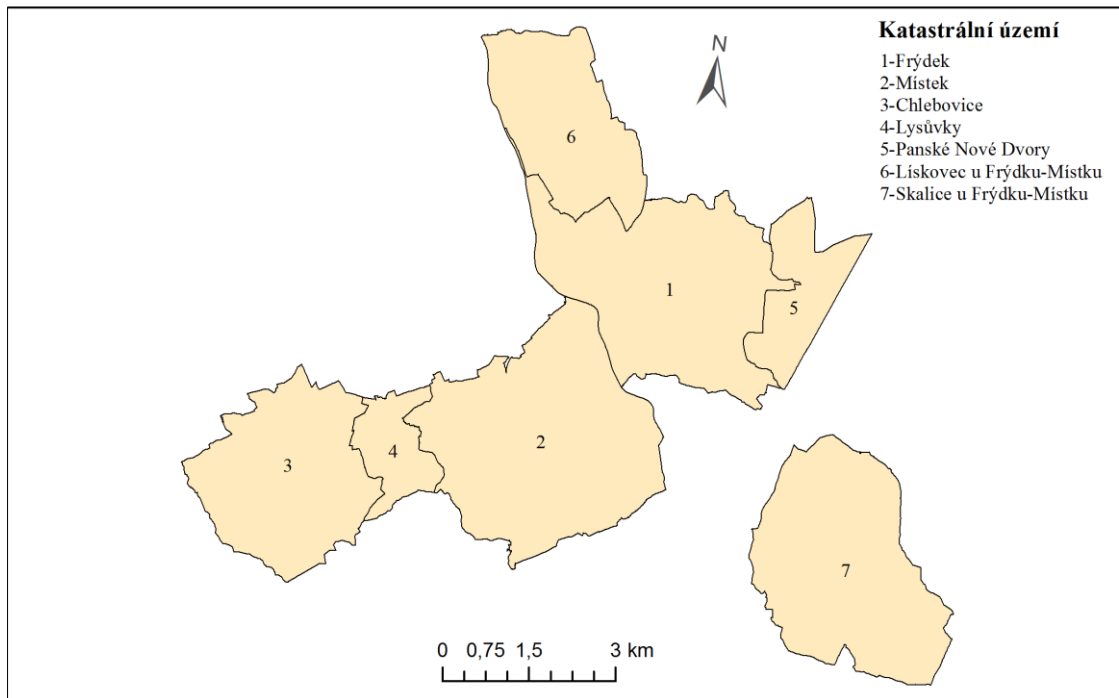 Katastrální území
1-Frýdek
2-Místek
3-Chlebovice
4-Lysůvky
5-Panské Nové Dvory
6-Lískovec u Frýdku-Místku
7-Skalice u Frýdku-Místku
N
6
1
5
2
4
3
7
0 0,75 1,5 3 km